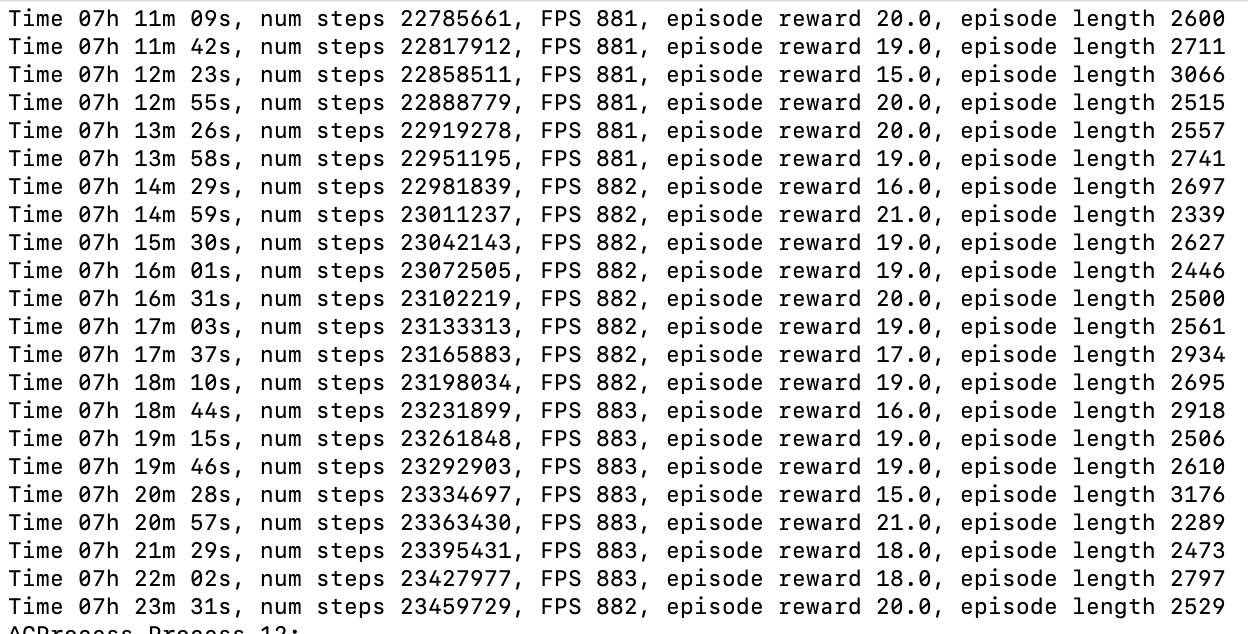 Time 07h 11m 09s, num steps 22785661, FPS 881, episode reward 20.0, episode length 2600
Time 07h 11m 42s, num steps 22817912, FPS 881, episode reward 19.0, episode length 2711
Time 07h 12m 23s, num steps 22858511, FPS 881, episode reward 15.0, episode length 3066
Time 07h 12m 55s, num steps 22888779, FPS 881, episode reward 20.0, episode length 2515
Time 07h 13m 26s, num steps 22919278, FPS 881, episode reward 20.0, episode length 2557
Time 07h 13m 58s, num steps 22951195, FPS 881, episode reward 19.0, episode length 2741
Time 07h 14m 29s, num steps 22981839, FPS 882, episode reward 16.0, episode length 2697
Time 07h 14m 59s, num steps 23011237, FPS 882, episode reward 21.0, episode length 2339
Time 07h 15m 30s, num steps 23042143, FPS 882, episode reward 19.0, episode length 2627
Time 07h 16m 01s, num steps 23072505, FPS 882, episode reward 19.0, episode length 2446
Time 07h 16m 31s, num steps 23102219, FPS 882, episode reward 20.0, episode length 2500
Time 07h 17m 03s, num steps 23133313, FPS 882, episode reward 19.0, episode length 2561
Time 07h 17m 37s, num steps 23165883, FPS 882, episode reward 17.0, episode length 2934
Time 07h 18m 10s, num steps 23198034, FPS 882, episode reward 19.0, episode length 2695
Time 07h 18m 44s, num steps 23231899, FPS 883, episode reward 16.0, episode length 2918
Time 07h 19m 15s, num steps 23261848, FPS 883, episode reward 19.0, episode length 2506
Time 07h 19m 46s, num steps 23292903, FPS 883, episode reward 19.0, episode length 2610
Time 07h 20m 28s, num steps 23334697, FPS 883, episode reward 15.0, episode length 3176
Time 07h 20m 57s, num steps 23363430, FPS 883, episode reward 21.0, episode length 2289
Time 07h 21m 29s, num steps 23395431, FPS 883, episode reward 18.0, episode length 2473
Time 07h 22m 02s, num steps 23427977, FPS 883, episode reward 18.0, episode length 2797
Time 07h 23m 31s, num steps 23459729, FPS 882, episode reward 20.0, episode length 2529